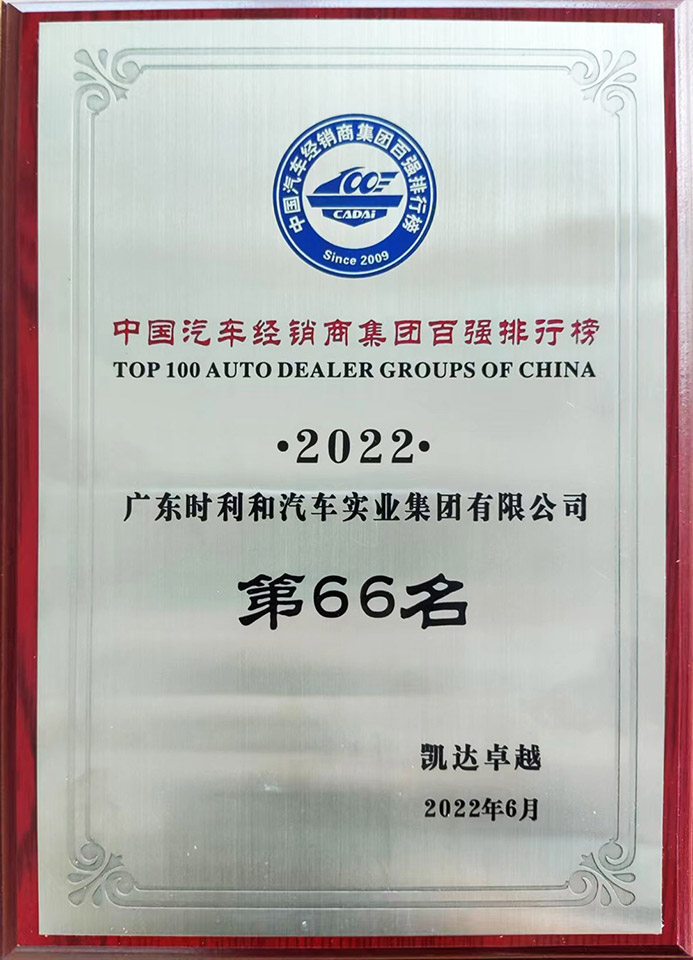 中国汽车经销商集团百强排行榜
CADAi
Since 2009
中国汽车经销商集团百强排行榜
TOP 100 AUTO DEALER GROUPS OF CHINA
·2022·
广东时利和汽车实业集团有限公司
第66名
凯达卓越
2022年6月